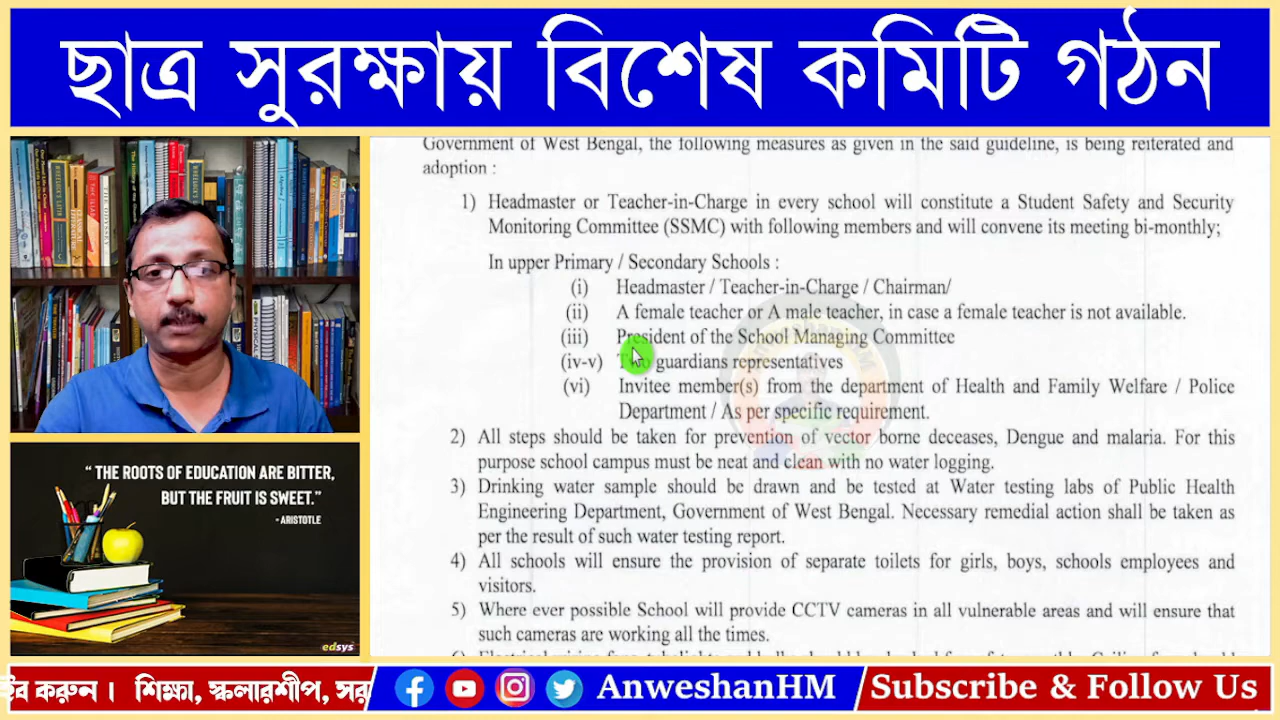 ছাত্র সুরক্ষায় বিশেষ কমিটি গঠন
Government of West Bengal, the following measures as given in the said guideline, is being reiterated and
adoption :
1) Headmaster or Teacher-in-Charge in every school will constitute a Student Safety and Security
Monitoring Committee (SSMC) with following members and will convene its meeting bi-monthly;
In upper Primary / Secondary Schools :
(i) Headmaster / Teacher-in-Charge / Chairman/
(ii) A female teacher or A male teacher, in case a female teacher is not available.
(iii) President of the School Managing Committee
(iv-v) Two guardians representatives
(vi) Invitee member(s) from the department of Health and Family Welfare / Police
Department / As per specific requirement.
2) All steps should be taken for prevention of vector borne deceases, Dengue and malaria. For this
purpose school campus must be neat and clean with no water logging.
3) Drinking water sample should be drawn and be tested at Water testing labs of Public Health
Engineering Department, Government of West Bengal. Necessary remedial action shall be taken as
per the result of such water testing report.
4) All schools will ensure the provision of separate toilets for girls, boys, schools employees and
visitors.
5) Where ever possible School will provide CCTV cameras in all vulnerable areas and will ensure that
such cameras are working all the times.
“ THE ROOTS OF EDUCATION ARE BITTER,
BUT THE FRUIT IS SWEET.”
- ARISTOTLE
edsys
করুন । শিক্ষা, স্কলারশীপ,
AnweshanHM
Subscribe & Follow Us